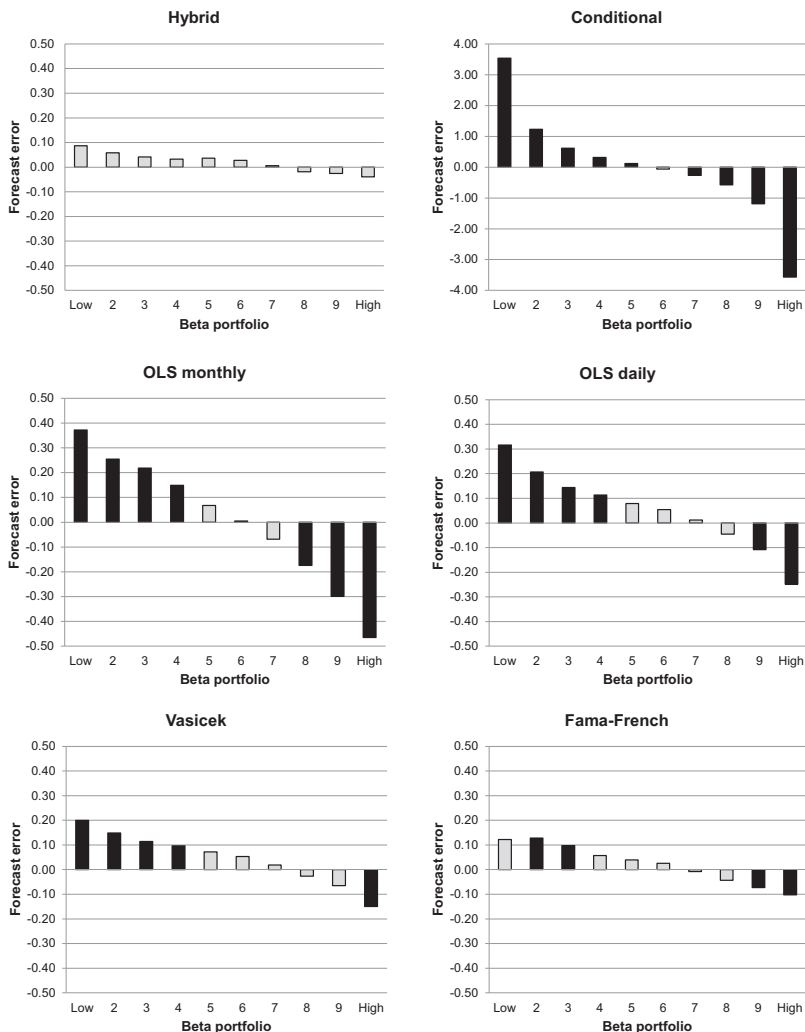 Hybrid
0.50
0.40
0.30
0.20
0.10
0.00
-0.10
-0.20
-0.30
-0.40
-0.50
Forecast error
Low 2 3 4 5 6 7 8 9 High
Beta portfolio
Conditional
4.00
3.00
2.00
1.00
0.00
-1.00
-2.00
-3.00
-4.00
Forecast error
Low 2 3 4 5 6 7 8 9 High
Beta portfolio
OLS monthly
0.50
0.40
0.30
0.20
0.10
0.00
-0.10
-0.20
-0.30
-0.40
-0.50
Forecast error
Low 2 3 4 5 6 7 8 9 High
Beta portfolio
OLS daily
0.50
0.40
0.30
0.20
0.10
0.00
-0.10
-0.20
-0.30
-0.40
-0.50
Forecast error
Low 2 3 4 5 6 7 8 9 High
Beta portfolio
Vasicek
0.50
0.40
0.30
0.20
0.10
0.00
-0.10
-0.20
-0.30
-0.40
-0.50
Forecast error
Low 2 3 4 5 6 7 8 9 High
Beta portfolio
Fama-French
0.50
0.40
0.30
0.20
0.10
0.00
-0.10
-0.20
-0.30
-0.40
-0.50
Forecast error
Low 2 3 4 5 6 7 8 9 High
Beta portfolio